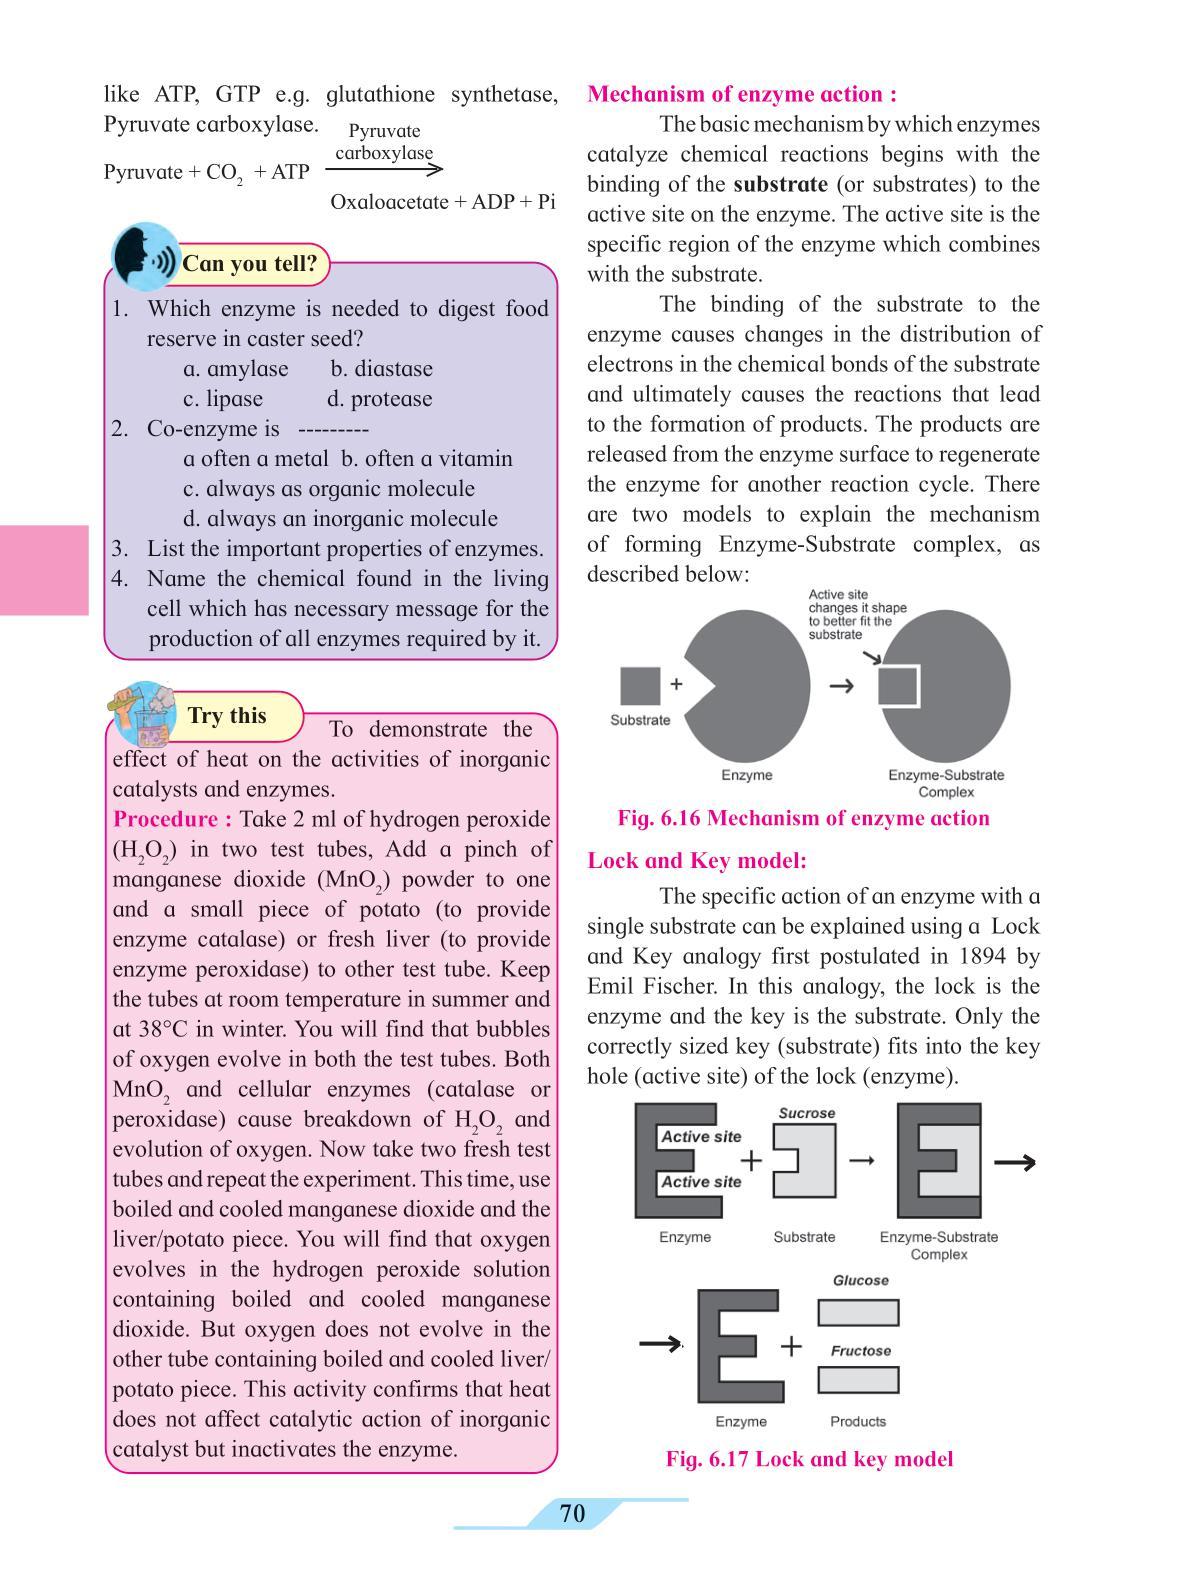 like ATP, GTP e.g. glutathione synthetase,
Pyruvate carboxylase.
Pyruvate
carboxylase
Pyruvate + CO₂ + ATP
Oxaloacetate + ADP + Pi
Can you tell?
1. Which enzyme is needed to digest food
reserve in caster seed?
a. amylase b. diastase
c. lipase d. protease
2. Co-enzyme is ---------
a often a metal b. often a vitamin
c. always as organic molecule
d. always an inorganic molecule
3. List the important properties of enzymes.
4. Name the chemical found in the living
cell which has necessary message for the
production of all enzymes required by it.
Try this
To demonstrate the
effect of heat on the activities of inorganic
catalysts and enzymes.
Procedure : Take 2 ml of hydrogen peroxide
(H₂O₂) in two test tubes, Add a pinch of
manganese dioxide (MnO₂) powder to one
and a small piece of potato (to provide
enzyme catalase) or fresh liver (to provide
enzyme peroxidase) to other test tube. Keep
the tubes at room temperature in summer and
at 38°C in winter. You will find that bubbles
of oxygen evolve in both the test tubes. Both
MnO₂ and cellular enzymes (catalase or
peroxidase) cause breakdown of H₂O₂ and
evolution of oxygen. Now take two fresh test
tubes and repeat the experiment. This time, use
boiled and cooled manganese dioxide and the
liver/potato piece. You will find that oxygen
evolves in the hydrogen peroxide solution
containing boiled and cooled manganese
dioxide. But oxygen does not evolve in the
other tube containing boiled and cooled liver/
potato piece. This activity confirms that heat
does not affect catalytic action of inorganic
catalyst but inactivates the enzyme.
Mechanism of enzyme action :
The basic mechanism by which enzymes
catalyze chemical reactions begins with the
binding of the substrate (or substrates) to the
active site on the enzyme. The active site is the
specific region of the enzyme which combines
with the substrate.
The binding of the substrate to the
enzyme causes changes in the distribution of
electrons in the chemical bonds of the substrate
and ultimately causes the reactions that lead
to the formation of products. The products are
released from the enzyme surface to regenerate
the enzyme for another reaction cycle. There
are two models to explain the mechanism
of forming Enzyme-Substrate complex, as
described below:
Active site
changes it shape
to better fit the
substrate
+ →
Substrate
Enzyme
Enzyme-Substrate
Complex
Fig. 6.16 Mechanism of enzyme action
Lock and Key model:
The specific action of an enzyme with a
single substrate can be explained using a Lock
and Key analogy first postulated in 1894 by
Emil Fischer. In this analogy, the lock is the
enzyme and the key is the substrate. Only the
correctly sized key (substrate) fits into the key
hole (active site) of the lock (enzyme).
Sucrose
Active site
+ → →
Active site
Enzyme Substrate Enzyme-Substrate
Complex
Glucose
→ +
Fructose
Enzyme Products
Fig. 6.17 Lock and key model
70